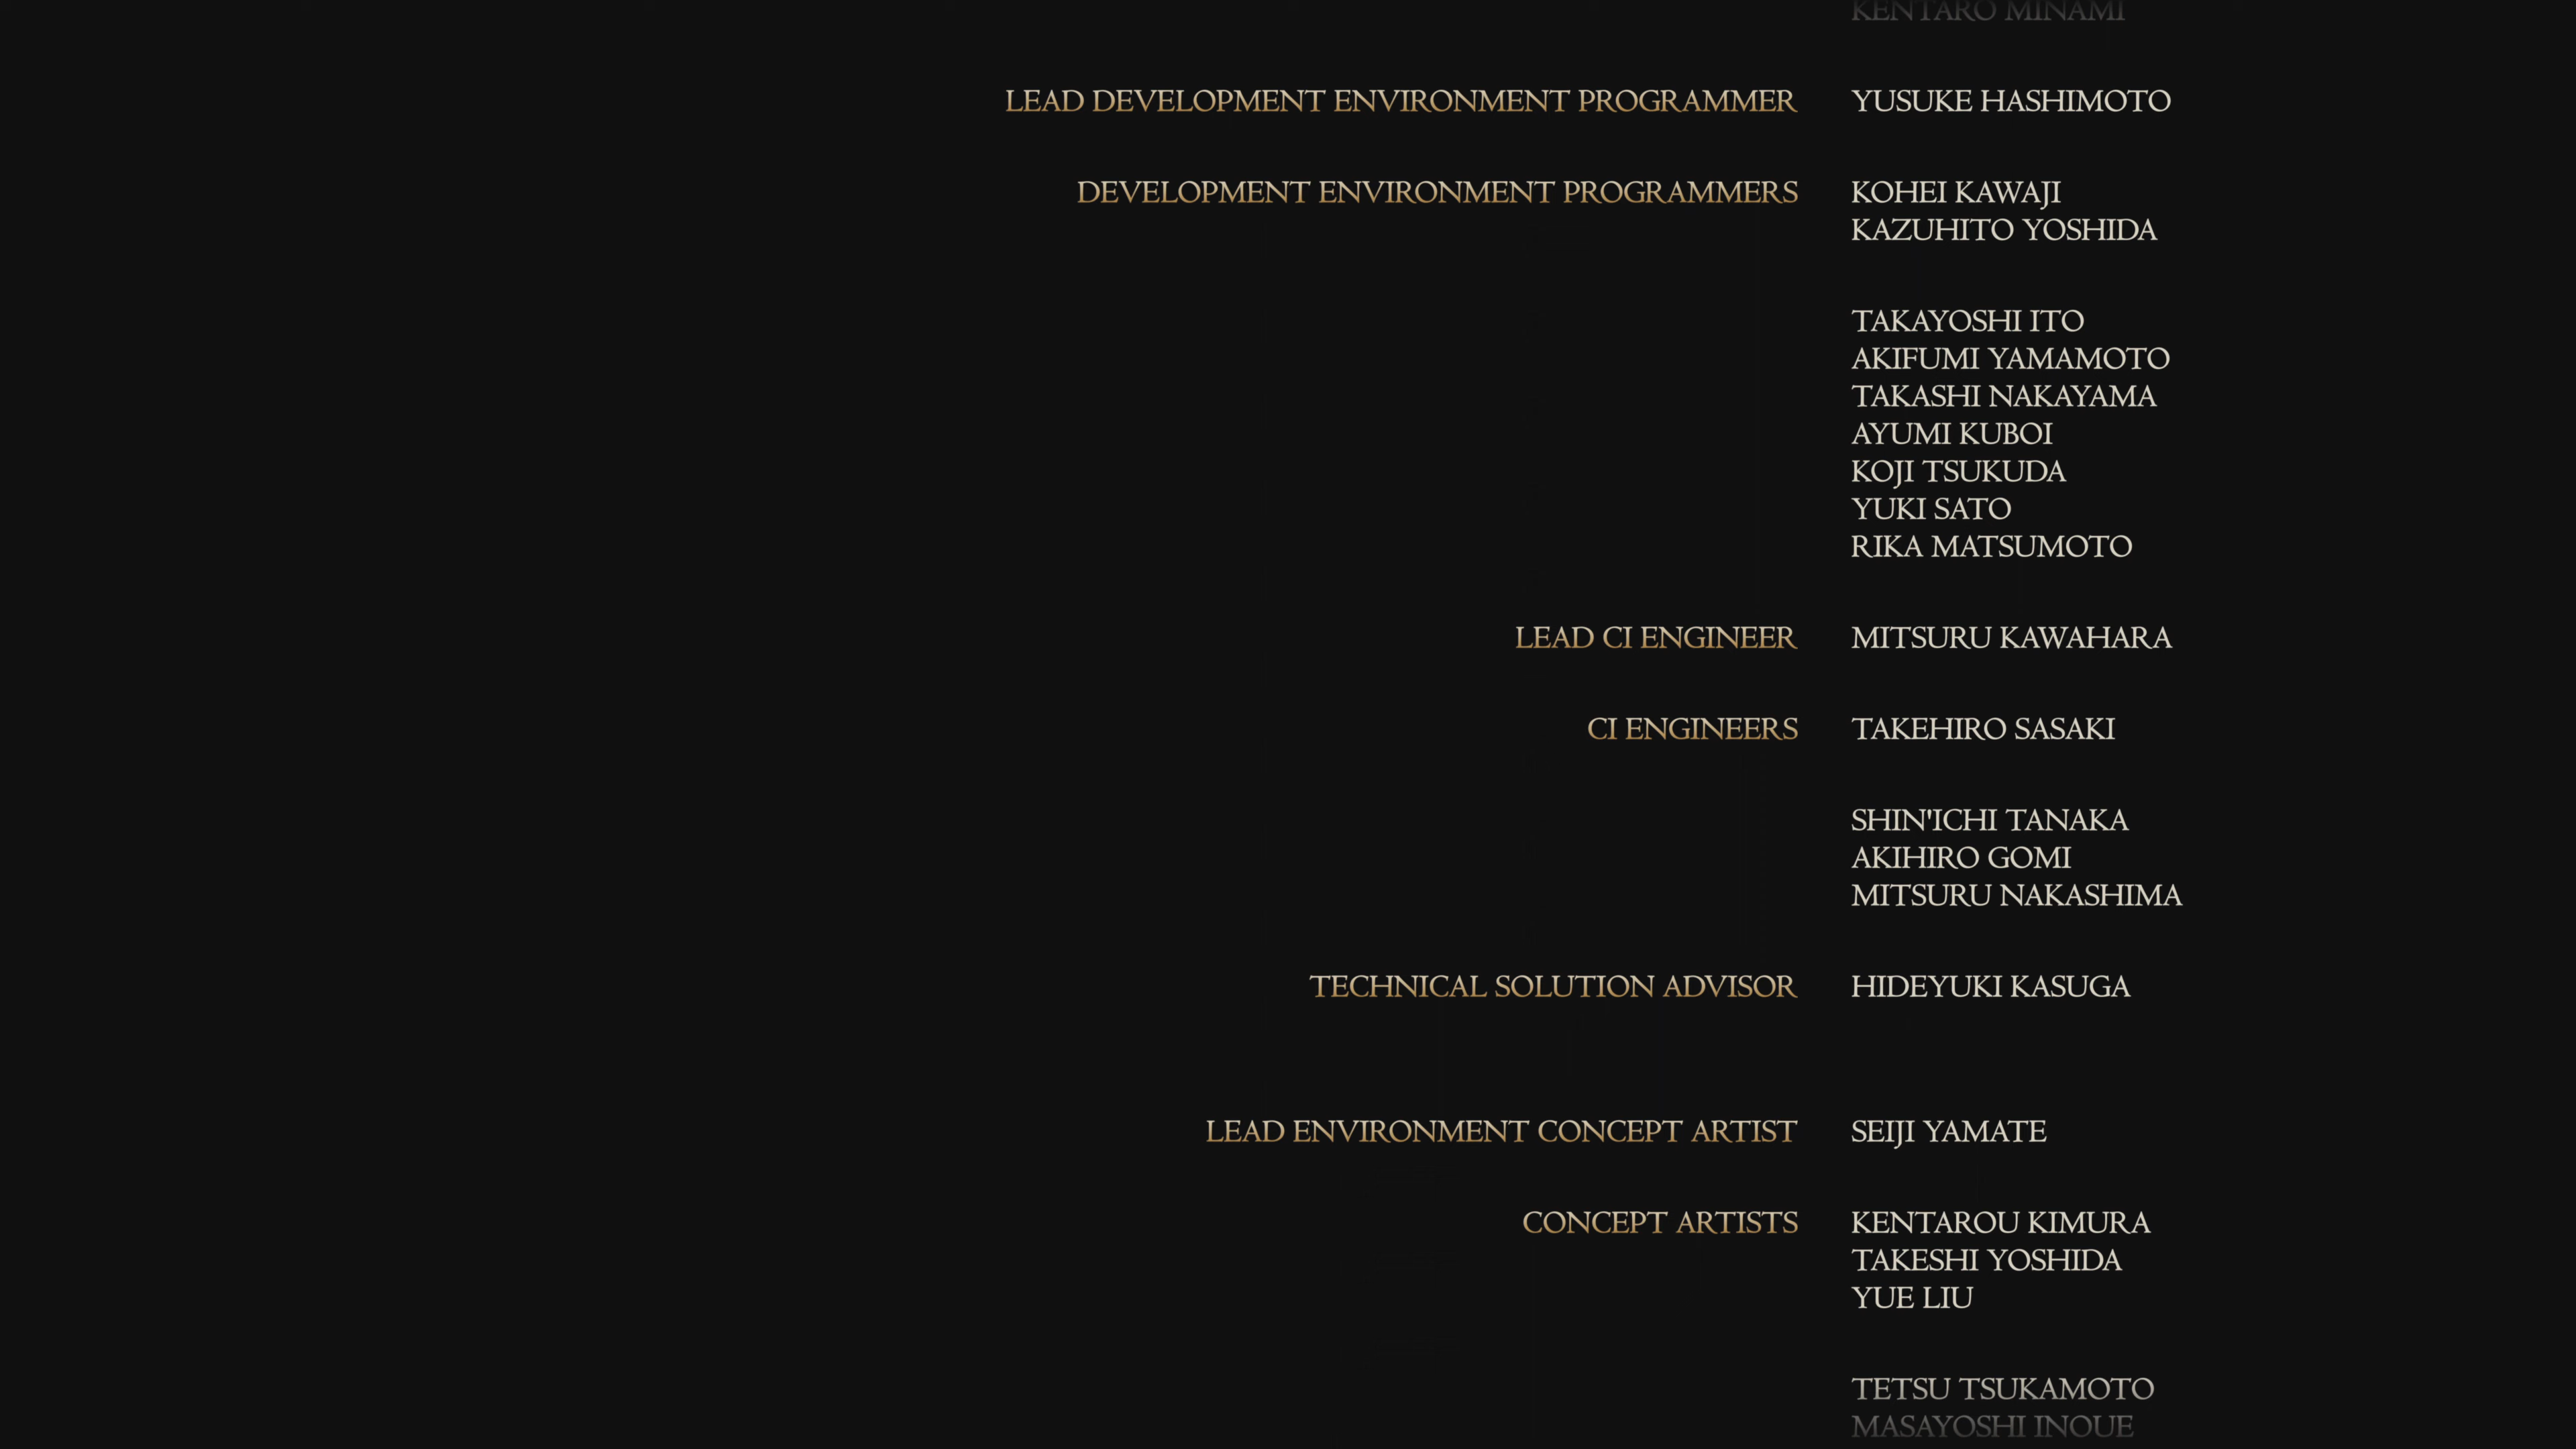 KENTARO MINAMI
LEAD DEVELOPMENT ENVIRONMENT PROGRAMMER YUSUKE HASHIMOTO
DEVELOPMENT ENVIRONMENT PROGRAMMERS KOHEI KAWAJI
KAZUHITO YOSHIDA
TAKAYOSHI ITO
AKIFUMI YAMAMOTO
TAKASHI NAKAYAMA
AYUMI KUBOI
KOJI TSUKUDA
YUKI SATO
RIKA MATSUMOTO
LEAD CI ENGINEER MITSURU KAWAHARA
CI ENGINEERS TAKEHIRO SASAKI
SHIN'ICHI TANAKA
AKIHIRO GOMI
MITSURU NAKASHIMA
TECHNICAL SOLUTION ADVISOR HIDEYUKI KASUGA
LEAD ENVIRONMENT CONCEPT ARTIST SEIJI YAMATE
CONCEPT ARTISTS KENTAROU KIMURA
TAKESHI YOSHIDA
YUE LIU
TETSU TSUKAMOTO
MASAYOSHI INOUE